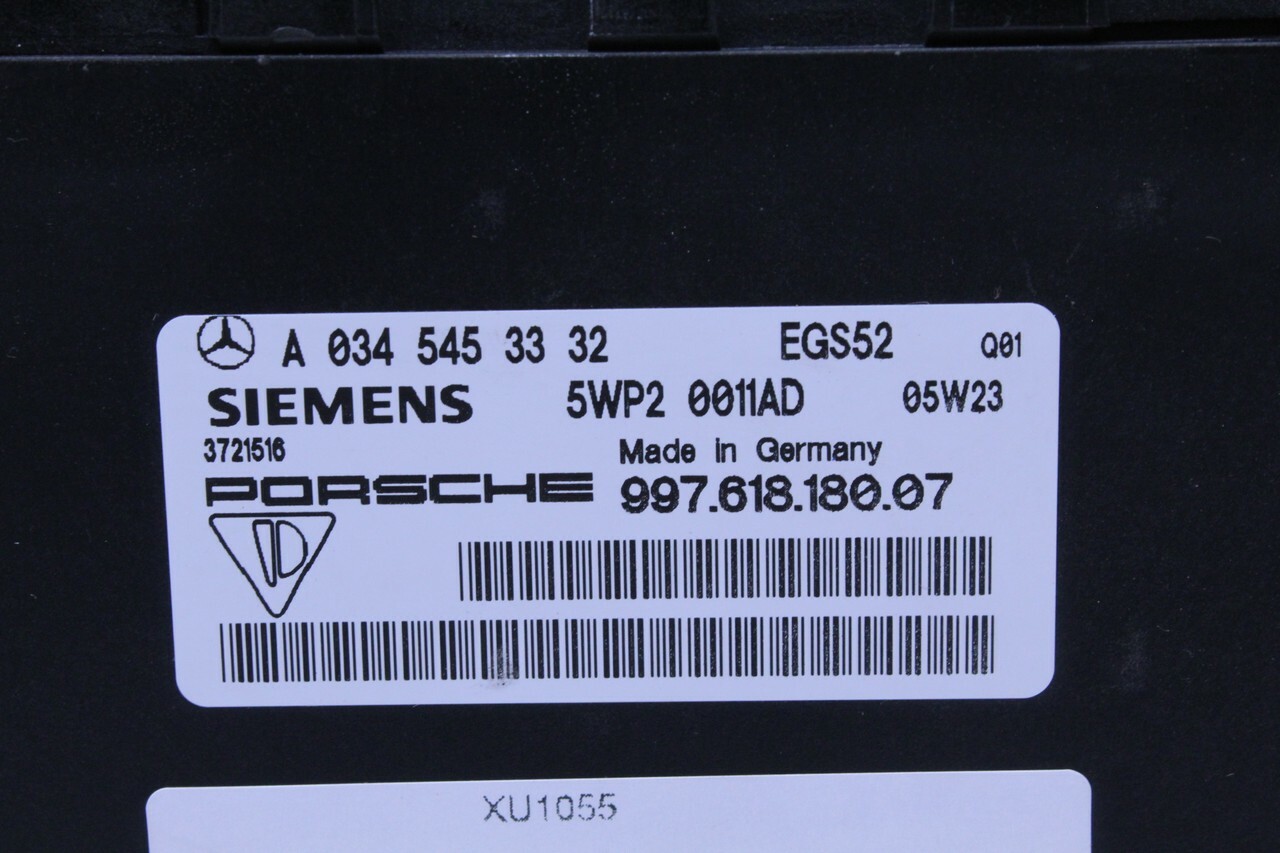 A 034 545 33 32 EGS52 Q01
SIEMENS 5WP2 0011AD 05W23
3721516 Made in Germany
PORSCHE 997.618.180.07
XU1055